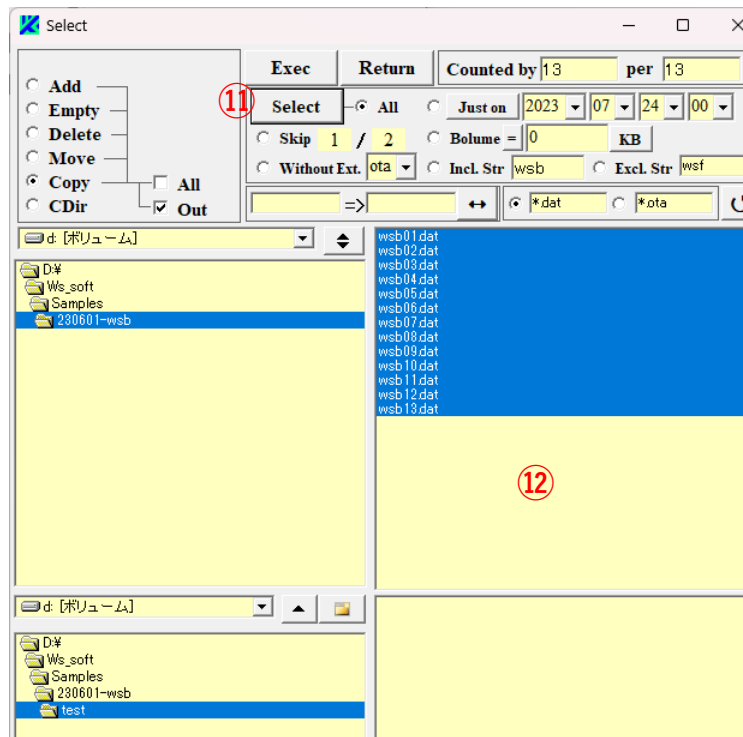 Select
Exec Return Counted by 13 per 13
⑪
Select All Just on 2023 07 24 00
Skip 1 / 2 Bolume = 0 KB
Without Ext. ota Incl. Str wsb Excl. Str wsf
=> ↔ *.dat *.ota
Add
Empty
Delete
Move
Copy All
CDir Out
d: [ボリューム]
D:¥
Ws_soft
Samples
230601-wsb
wsb01.dat
wsb02.dat
wsb03.dat
wsb04.dat
wsb05.dat
wsb06.dat
wsb07.dat
wsb08.dat
wsb09.dat
wsb10.dat
wsb11.dat
wsb12.dat
wsb13.dat
⑫
d: [ボリューム]
D:¥
Ws_soft
Samples
230601-wsb
test